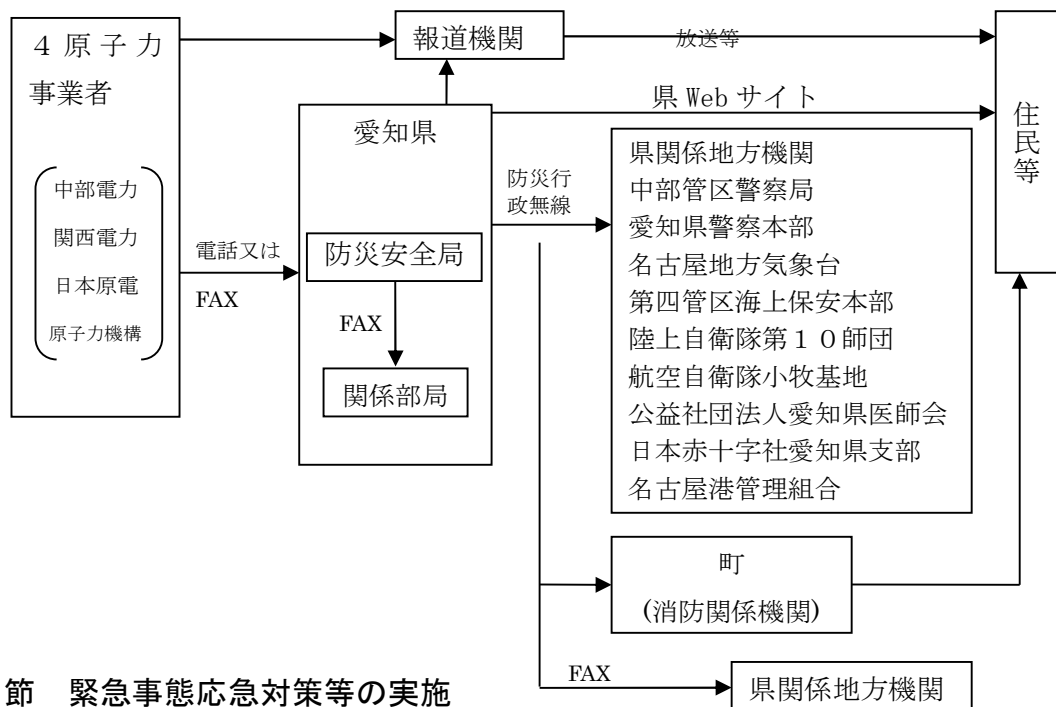 ４原子力
事業者
中部電力
関西電力
日本原電
原子力機構
電話又は
FAX
報道機関
放送等
愛知県
防災安全局
FAX
関係部局
県 Web サイト
防災行
政無線
県関係地方機関
中部管区警察局
愛知県警察本部
名古屋地方気象台
第四管区海上保安本部
陸上自衛隊第１０師団
航空自衛隊小牧基地
公益社団法人愛知県医師会
日本赤十字社愛知県支部
名古屋港管理組合
住民等
町
(消防関係機関)
FAX
県関係地方機関
節　緊急事態応急対策等の実施